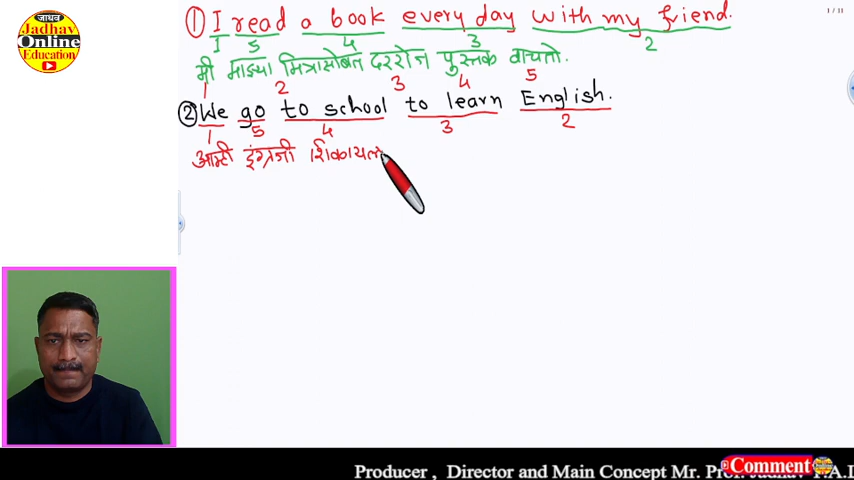 जाधव
Jadhav
Online
Education
1 / 11
① I read a book every day with my friend.
I 5 4 3 2
मी माझ्या मित्रासोबत दररोज पुस्तक वाचतो.
1 2 3 4 5
② We go to school to learn English.
1 5 4 3 2
आम्ही इंग्रजी शिकायला
Producer , Director and Main Concept Mr. Prof.
Comment